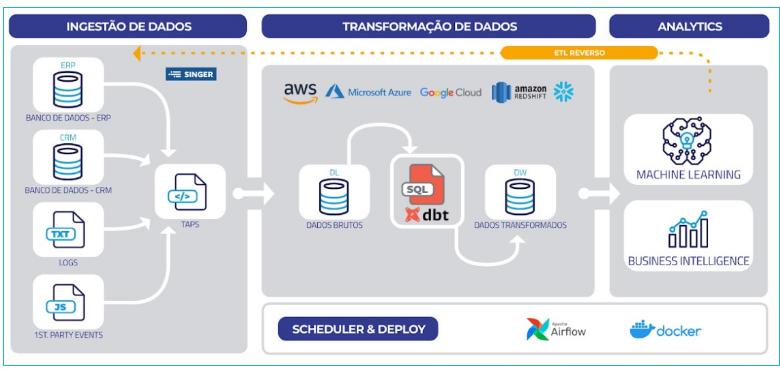 INGESTÃO DE DADOS
TRANSFORMAÇÃO DE DADOS
ANALYTICS
ETL REVERSO
ERP
BANCO DE DADOS - ERP
SINGER
CRM
BANCO DE DADOS - CRM
TXT
LOGS
JS
1ST. PARTY EVENTS
</>
TAPS
aws
Microsoft Azure
Google Cloud
amazon
REDSHIFT
DL
DADOS BRUTOS
SQL
dbt
DW
DADOS TRANSFORMADOS
MACHINE LEARNING
BUSINESS INTELLIGENCE
SCHEDULER & DEPLOY
Apache
Airflow
docker